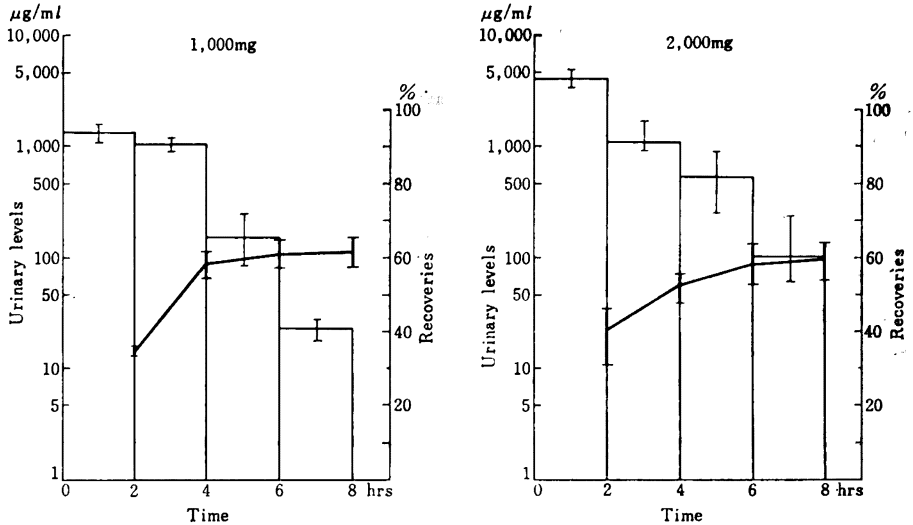 μg/ml
10,000
1,000mg
5,000
%
100
1,000
500
80
Urinary levels
100
60
50
Recoveries
40
10
5
20
1
0 2 4 6 8 hrs
Time
μg/ml
10,000
2,000mg
5,000
%
100
1,000
500
80
Urinary levels
100
60
50
Recoveries
40
10
5
20
1
0 2 4 6 8 hrs
Time